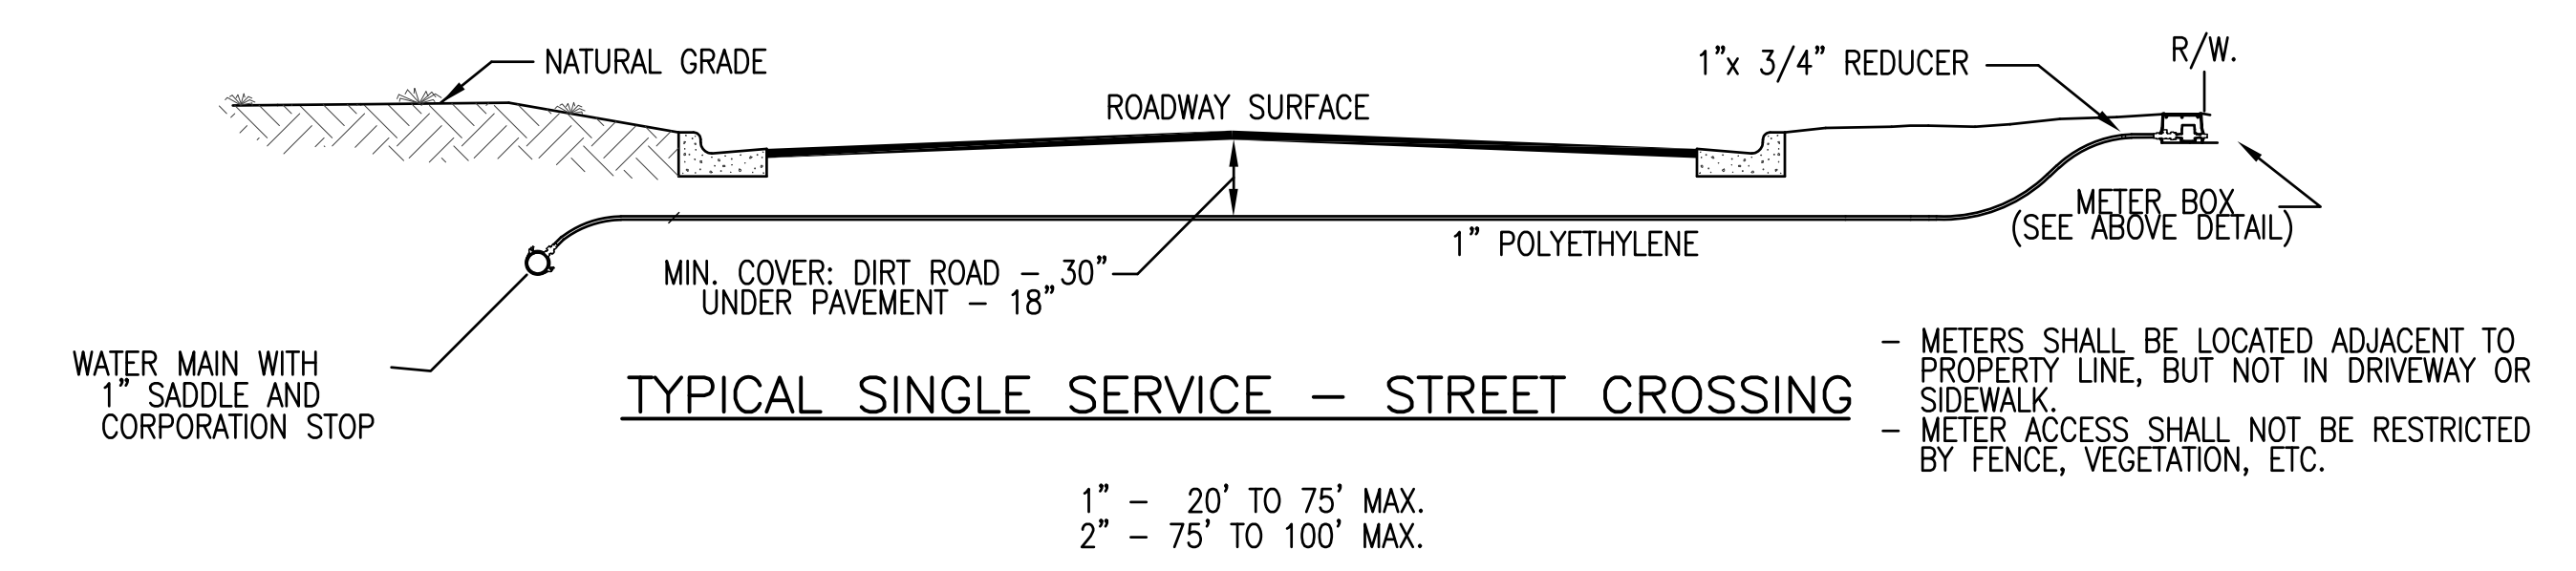 NATURAL GRADE
ROADWAY SURFACE
1"x 3/4" REDUCER
R/W.
METER BOX
(SEE ABOVE DETAIL)
1" POLYETHYLENE
MIN. COVER: DIRT ROAD - 30"
UNDER PAVEMENT - 18"
WATER MAIN WITH
1" SADDLE AND
CORPORATION STOP
TYPICAL SINGLE SERVICE - STREET CROSSING
- METERS SHALL BE LOCATED ADJACENT TO
PROPERTY LINE, BUT NOT IN DRIVEWAY OR
SIDEWALK.
- METER ACCESS SHALL NOT BE RESTRICTED
BY FENCE, VEGETATION, ETC.
1" - 20' TO 75' MAX.
2" - 75' TO 100' MAX.